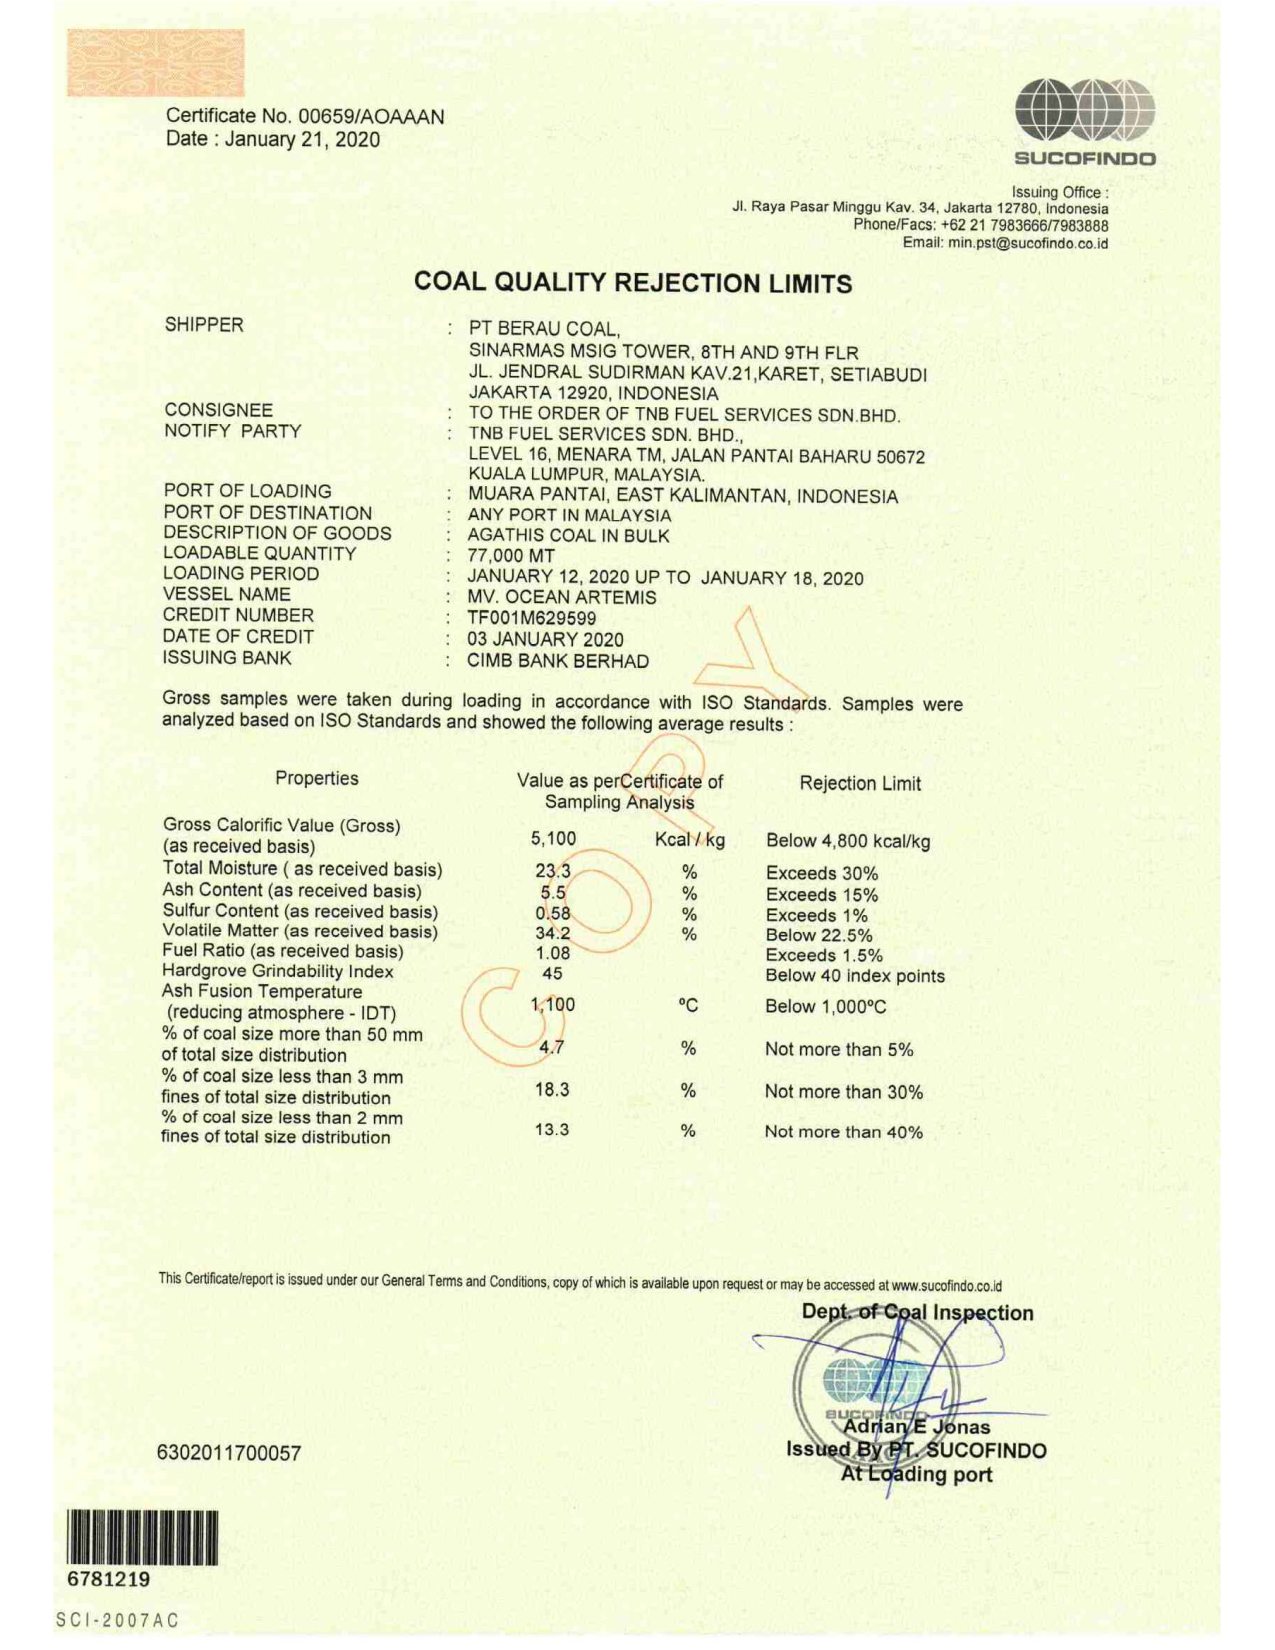 Certificate No. 00659/AOAAAN
Date : January 21, 2020
SUCOFINDO
Issuing Office :
Jl. Raya Pasar Minggu Kav. 34, Jakarta 12780, Indonesia
Phone/Facs: +62 21 7983666/7983888
Email: min.pst@sucofindo.co.id
COAL QUALITY REJECTION LIMITS
SHIPPER : PT BERAU COAL,
SINARMAS MSIG TOWER, 8TH AND 9TH FLR
JL. JENDRAL SUDIRMAN KAV.21,KARET, SETIABUDI
JAKARTA 12920, INDONESIA
CONSIGNEE : TO THE ORDER OF TNB FUEL SERVICES SDN.BHD.
NOTIFY PARTY : TNB FUEL SERVICES SDN. BHD.,
LEVEL 16, MENARA TM, JALAN PANTAI BAHARU 50672
KUALA LUMPUR, MALAYSIA.
PORT OF LOADING : MUARA PANTAI, EAST KALIMANTAN, INDONESIA
PORT OF DESTINATION : ANY PORT IN MALAYSIA
DESCRIPTION OF GOODS : AGATHIS COAL IN BULK
LOADABLE QUANTITY : 77,000 MT
LOADING PERIOD : JANUARY 12, 2020 UP TO JANUARY 18, 2020
VESSEL NAME : MV. OCEAN ARTEMIS
CREDIT NUMBER : TF001M629599
DATE OF CREDIT : 03 JANUARY 2020
ISSUING BANK : CIMB BANK BERHAD
Gross samples were taken during loading in accordance with ISO Standards. Samples were
analyzed based on ISO Standards and showed the following average results :
COPY
Properties Value as perCertificate of Rejection Limit
Sampling Analysis
Gross Calorific Value (Gross)
(as received basis) 5,100 Kcal / kg Below 4,800 kcal/kg
Total Moisture ( as received basis) 23.3 % Exceeds 30%
Ash Content (as received basis) 5.5 % Exceeds 15%
Sulfur Content (as received basis) 0.58 % Exceeds 1%
Volatile Matter (as received basis) 34.2 % Below 22.5%
Fuel Ratio (as received basis) 1.08 Exceeds 1.5%
Hardgrove Grindability Index 45 Below 40 index points
Ash Fusion Temperature
(reducing atmosphere - IDT) 1,100 ºC Below 1,000ºC
% of coal size more than 50 mm
of total size distribution 4.7 % Not more than 5%
% of coal size less than 3 mm
fines of total size distribution 18.3 % Not more than 30%
% of coal size less than 2 mm
fines of total size distribution 13.3 % Not more than 40%
This Certificate/report is issued under our General Terms and Conditions, copy of which is available upon request or may be accessed at www.sucofindo.co.id
Dept. of Coal Inspection
SUCOFINDO
Adrian E Jonas
Issued By PT. SUCOFINDO
At Loading port
6302011700057
6781219
SCI-2007AC